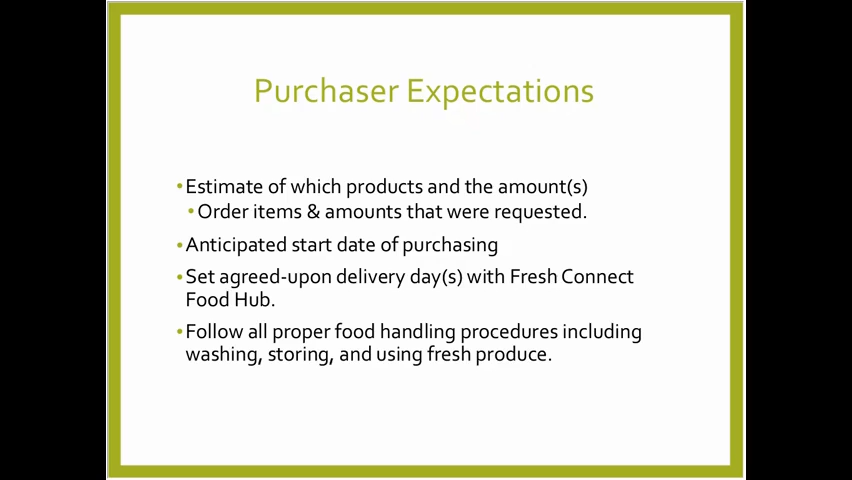 Purchaser Expectations
•Estimate of which products and the amount(s)
•Order items & amounts that were requested.
•Anticipated start date of purchasing
•Set agreed-upon delivery day(s) with Fresh Connect
Food Hub.
•Follow all proper food handling procedures including
washing, storing, and using fresh produce.